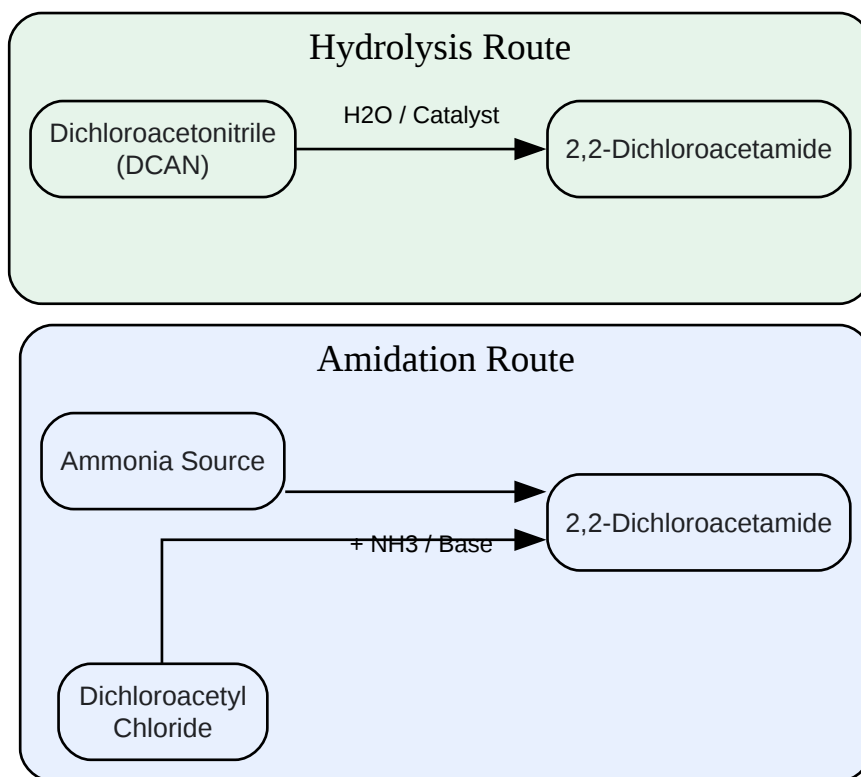 Hydrolysis Route
Dichloroacetonitrile
(DCAN)
H2O / Catalyst
2,2-Dichloroacetamide
Amidation Route
Ammonia Source
2,2-Dichloroacetamide
+ NH3 / Base
Dichloroacetyl
Chloride